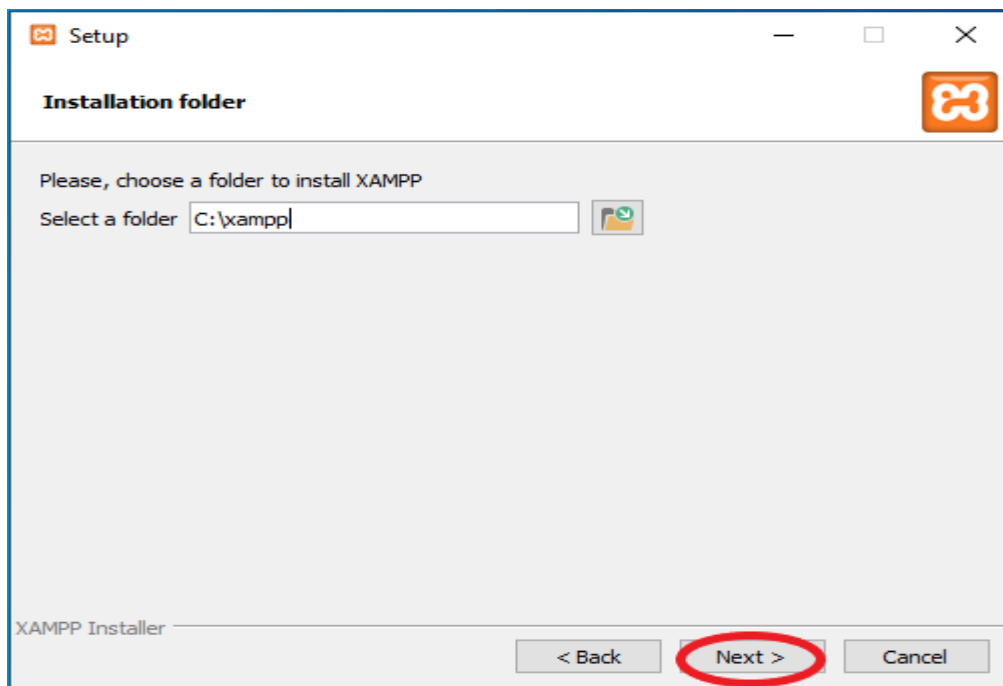 Setup
Installation folder
Please, choose a folder to install XAMPP
Select a folder C:\xampp
XAMPP Installer
< Back Next > Cancel